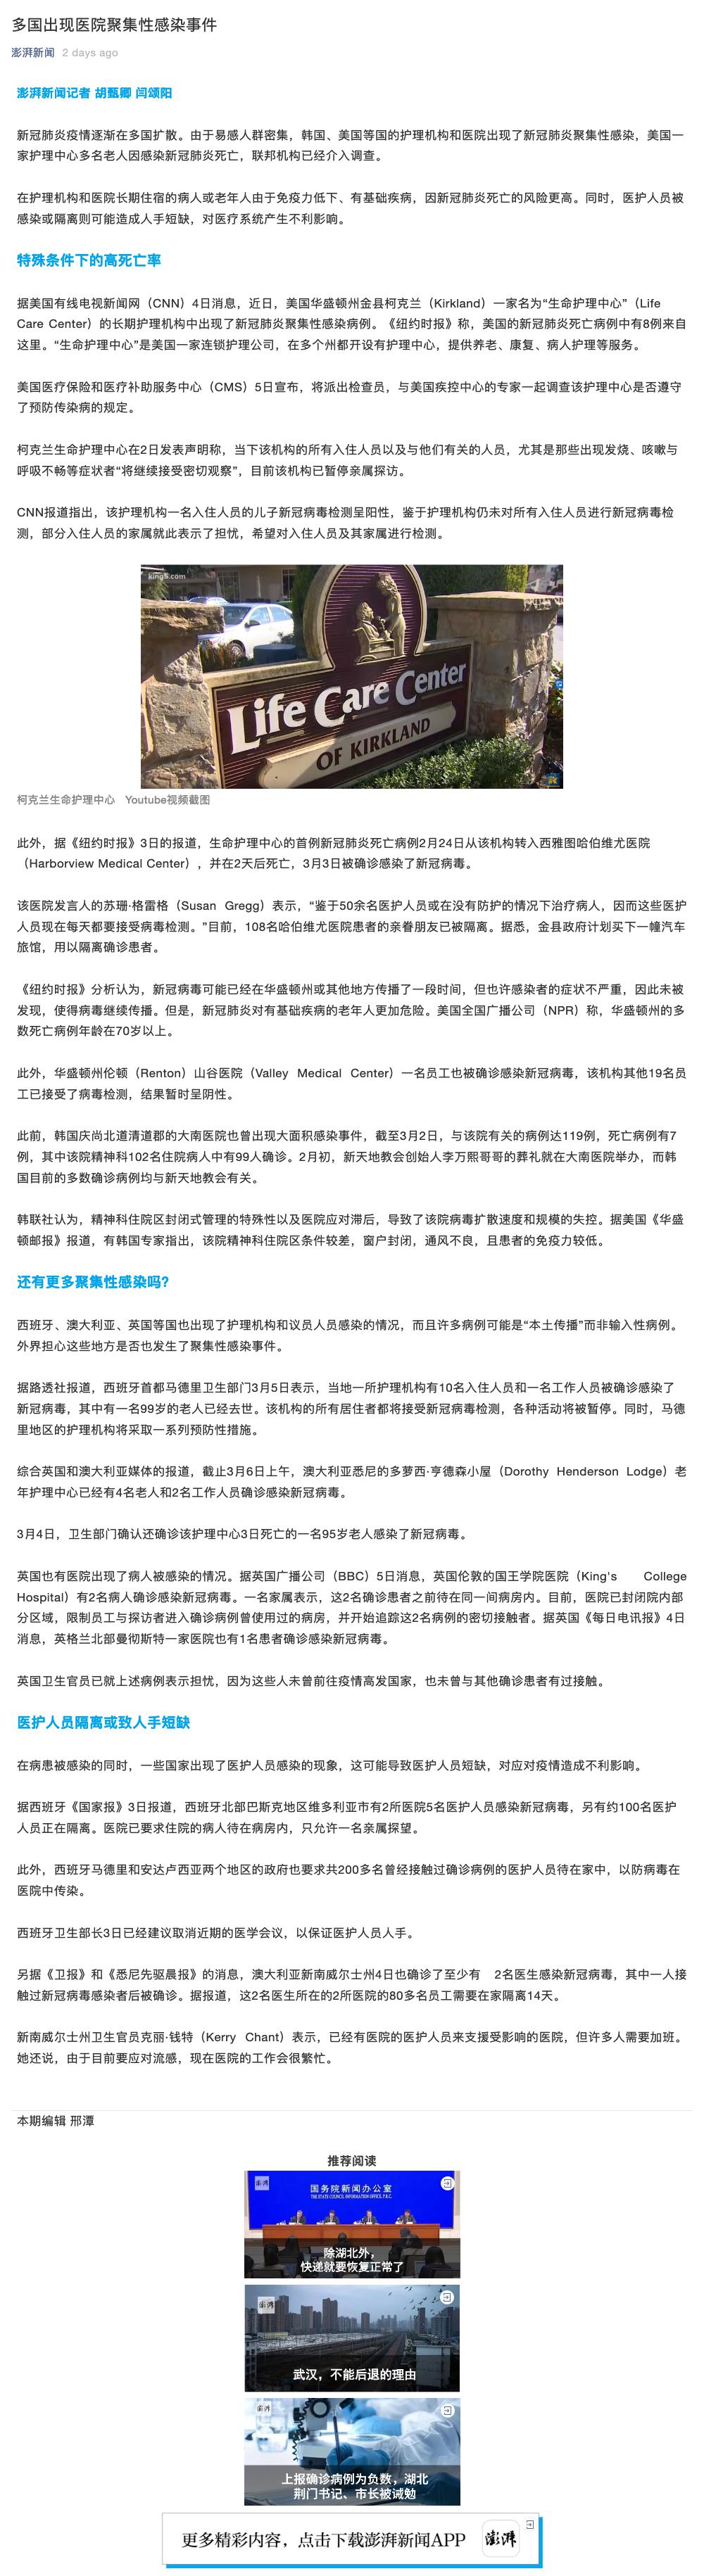 多国出现医院聚集性感染事件
澎湃新闻 2 days ago
澎湃新闻记者 胡甄卿 闫颂阳
新冠肺炎疫情逐渐在多国扩散。由于易感人群密集，韩国、美国等国的护理机构和医院出现了新冠肺炎聚集性感染，美国一
家护理中心多名老人因感染新冠肺炎死亡，联邦机构已经介入调查。
在护理机构和医院长期住宿的病人或老年人由于免疫力低下、有基础疾病，因新冠肺炎死亡的风险更高。同时，医护人员被
感染或隔离则可能造成人手短缺，对医疗系统产生不利影响。
特殊条件下的高死亡率
据美国有线电视新闻网（CNN）4日消息，近日，美国华盛顿州金县柯克兰（Kirkland）一家名为“生命护理中心”（Life
Care Center）的长期护理机构中出现了新冠肺炎聚集性感染病例。《纽约时报》称，美国的新冠肺炎死亡病例中有8例来自
这里。“生命护理中心”是美国一家连锁护理公司，在多个州都开设有护理中心，提供养老、康复、病人护理等服务。
美国医疗保险和医疗补助服务中心（CMS）5日宣布，将派出检查员，与美国疾控中心的专家一起调查该护理中心是否遵守
了预防传染病的规定。
柯克兰生命护理中心在2日发表声明称，当下该机构的所有入住人员以及与他们有关的人员，尤其是那些出现发烧、咳嗽与
呼吸不畅等症状者“将继续接受密切观察”，目前该机构已暂停亲属探访。
CNN报道指出，该护理机构一名入住人员的儿子新冠病毒检测呈阳性，鉴于护理机构仍未对所有入住人员进行新冠病毒检
测，部分入住人员的家属就此表示了担忧，希望对入住人员及其家属进行检测。
king5.com
Life Care Center
OF KIRKLAND
柯克兰生命护理中心 Youtube视频截图
此外，据《纽约时报》3日的报道，生命护理中心的首例新冠肺炎死亡病例2月24日从该机构转入西雅图哈伯维尤医院
（Harborview Medical Center），并在2天后死亡，3月3日被确诊感染了新冠病毒。
该医院发言人的苏珊·格雷格（Susan Gregg）表示，“鉴于50余名医护人员或在没有防护的情况下治疗病人，因而这些医护
人员现在每天都要接受病毒检测。”目前，108名哈伯维尤医院患者的亲眷朋友已被隔离。据悉，金县政府计划买下一幢汽车
旅馆，用以隔离确诊患者。
《纽约时报》分析认为，新冠病毒可能已经在华盛顿州或其他地方传播了一段时间，但也许感染者的症状不严重，因此未被
发现，使得病毒继续传播。但是，新冠肺炎对有基础疾病的老年人更加危险。美国全国广播公司（NPR）称，华盛顿州的多
数死亡病例年龄在70岁以上。
此外，华盛顿州伦顿（Renton）山谷医院（Valley Medical Center）一名员工也被确诊感染新冠病毒，该机构其他19名员
工已接受了病毒检测，结果暂时呈阴性。
此前，韩国庆尚北道清道郡的大南医院也曾出现大面积感染事件，截至3月2日，与该院有关的病例达119例，死亡病例有7
例，其中该院精神科102名住院病人中有99人确诊。2月初，新天地教会创始人李万熙哥哥的葬礼就在大南医院举办，而韩
国目前的多数确诊病例均与新天地教会有关。
韩联社认为，精神科住院区封闭式管理的特殊性以及医院应对滞后，导致了该院病毒扩散速度和规模的失控。据美国《华盛
顿邮报》报道，有韩国专家指出，该院精神科住院区条件较差，窗户封闭，通风不良，且患者的免疫力较低。
还有更多聚集性感染吗？
西班牙、澳大利亚、英国等国也出现了护理机构和议员人员感染的情况，而且许多病例可能是“本土传播”而非输入性病例。
外界担心这些地方是否也发生了聚集性感染事件。
据路透社报道，西班牙首都马德里卫生部门3月5日表示，当地一所护理机构有10名入住人员和一名工作人员被确诊感染了
新冠病毒，其中有一名99岁的老人已经去世。该机构的所有居住者都将接受新冠病毒检测，各种活动将被暂停。同时，马德
里地区的护理机构将采取一系列预防性措施。
综合英国和澳大利亚媒体的报道，截止3月6日上午，澳大利亚悉尼的多萝西·亨德森小屋（Dorothy Henderson Lodge）老
年护理中心已经有4名老人和2名工作人员确诊感染新冠病毒。
3月4日，卫生部门确认还确诊该护理中心3日死亡的一名95岁老人感染了新冠病毒。
英国也有医院出现了病人被感染的情况。据英国广播公司（BBC）5日消息，英国伦敦的国王学院医院（King's College
Hospital）有2名病人确诊感染新冠病毒。一名家属表示，这2名确诊患者之前待在同一间病房内。目前，医院已封闭院内部
分区域，限制员工与探访者进入确诊病例曾使用过的病房，并开始追踪这2名病例的密切接触者。据英国《每日电讯报》4日
消息，英格兰北部曼彻斯特一家医院也有1名患者确诊感染新冠病毒。
英国卫生官员已就上述病例表示担忧，因为这些人未曾前往疫情高发国家，也未曾与其他确诊患者有过接触。
医护人员隔离或致人手短缺
在病患被感染的同时，一些国家出现了医护人员感染的现象，这可能导致医护人员短缺，对应对疫情造成不利影响。
据西班牙《国家报》3日报道，西班牙北部巴斯克地区维多利亚市有2所医院5名医护人员感染新冠病毒，另有约100名医护
人员正在隔离。医院已要求住院的病人待在病房内，只允许一名亲属探望。
此外，西班牙马德里和安达卢西亚两个地区的政府也要求共200多名曾经接触过确诊病例的医护人员待在家中，以防病毒在
医院中传染。
西班牙卫生部长3日已经建议取消近期的医学会议，以保证医护人员人手。
另据《卫报》和《悉尼先驱晨报》的消息，澳大利亚新南威尔士州4日也确诊了至少有 2名医生感染新冠病毒，其中一人接
触过新冠病毒感染者后被确诊。据报道，这2名医生所在的2所医院的80多名员工需要在家隔离14天。
新南威尔士州卫生官员克丽·钱特（Kerry Chant）表示，已经有医院的医护人员来支援受影响的医院，但许多人需要加班。
她还说，由于目前要应对流感，现在医院的工作会很繁忙。
本期编辑 邢潭
推荐阅读
澎湃
国务院新闻办公室
THE STATE COUNCIL INFORMATION OFFICE, P.R.C.
除湖北外，
快递就要恢复正常了
澎湃
武汉，不能后退的理由
澎湃
上报确诊病例为负数，湖北
荆门书记、市长被诫勉
更多精彩内容，点击下载澎湃新闻APP 澎湃